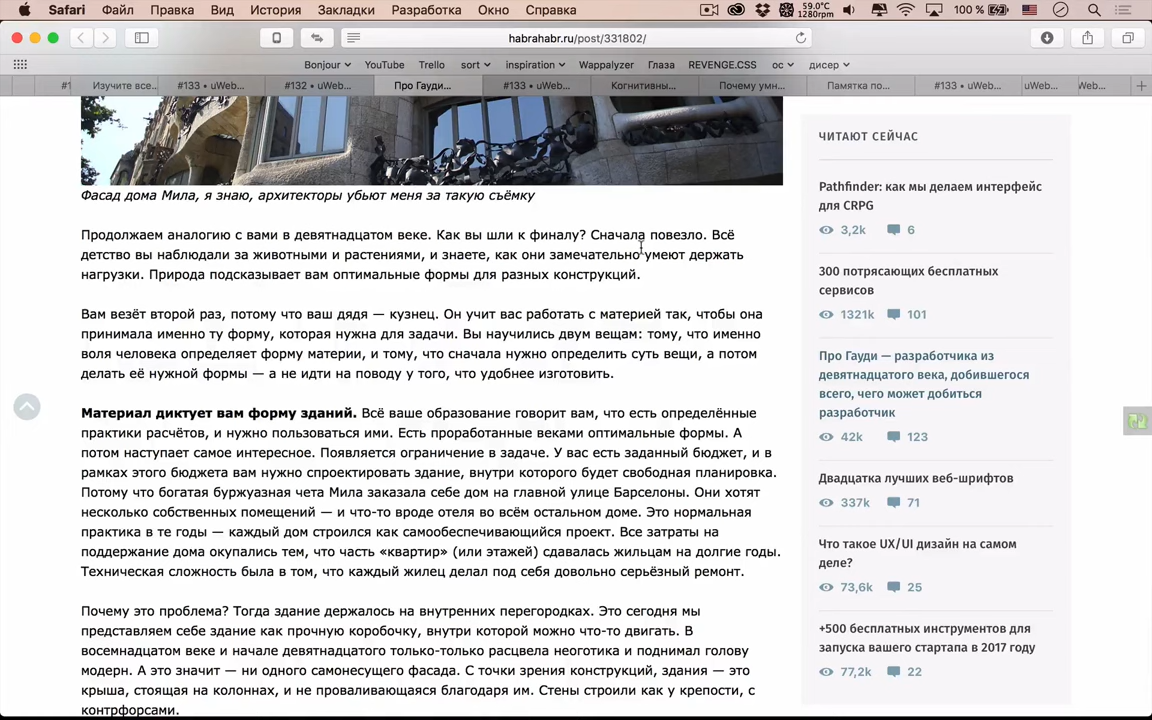 Safari Файл Правка Вид История Закладки Разработка Окно Справка 59.0°C 1280rpm 100 %
habrahabr.ru/post/331802/
Bonjour YouTube Trello sort inspiration Wappalyzer Глаза REVENGE.CSS ос дисер
#1 Изучите все... #133 • uWeb... #132 • uWeb... Про Гауди... #133 • uWeb... Когнитивны... Почему умн... Памятка по... #133 • uWeb... uWeb... Web...
Фасад дома Мила, я знаю, архитекторы убьют меня за такую съёмку
Продолжаем аналогию с вами в девятнадцатом веке. Как вы шли к финалу? Сначала повезло. Всё
детство вы наблюдали за животными и растениями, и знаете, как они замечательно умеют держать
нагрузки. Природа подсказывает вам оптимальные формы для разных конструкций.
Вам везёт второй раз, потому что ваш дядя — кузнец. Он учит вас работать с материей так, чтобы она
принимала именно ту форму, которая нужна для задачи. Вы научились двум вещам: тому, что именно
воля человека определяет форму материи, и тому, что сначала нужно определить суть вещи, а потом
делать её нужной формы — а не идти на поводу у того, что удобнее изготовить.
Материал диктует вам форму зданий. Всё ваше образование говорит вам, что есть определённые
практики расчётов, и нужно пользоваться ими. Есть проработанные веками оптимальные формы. А
потом наступает самое интересное. Появляется ограничение в задаче. У вас есть заданный бюджет, и в
рамках этого бюджета вам нужно спроектировать здание, внутри которого будет свободная планировка.
Потому что богатая буржуазная чета Мила заказала себе дом на главной улице Барселоны. Они хотят
несколько собственных помещений — и что-то вроде отеля во всём остальном доме. Это нормальная
практика в те годы — каждый дом строился как самообеспечивающийся проект. Все затраты на
поддержание дома окупались тем, что часть «квартир» (или этажей) сдавалась жильцам на долгие годы.
Техническая сложность была в том, что каждый жилец делал под себя довольно серьёзный ремонт.
Почему это проблема? Тогда здание держалось на внутренних перегородках. Это сегодня мы
представляем себе здание как прочную коробочку, внутри которой можно что-то двигать. В
восемнадцатом веке и начале девятнадцатого только-только расцвела неоготика и поднимал голову
модерн. А это значит — ни одного самонесущего фасада. С точки зрения конструкций, здания — это
крыша, стоящая на колоннах, и не проваливающаяся благодаря им. Стены строили как у крепости, с
контрфорсами.
ЧИТАЮТ СЕЙЧАС
Pathfinder: как мы делаем интерфейс
для CRPG
3,2k 6
300 потрясающих бесплатных
сервисов
1321k 101
Про Гауди — разработчика из
девятнадцатого века, добившегося
всего, чего может добиться
разработчик
42k 123
Двадцатка лучших веб-шрифтов
337k 71
Что такое UX/UI дизайн на самом
деле?
73,6k 25
+500 бесплатных инструментов для
запуска вашего стартапа в 2017 году
77,2k 22